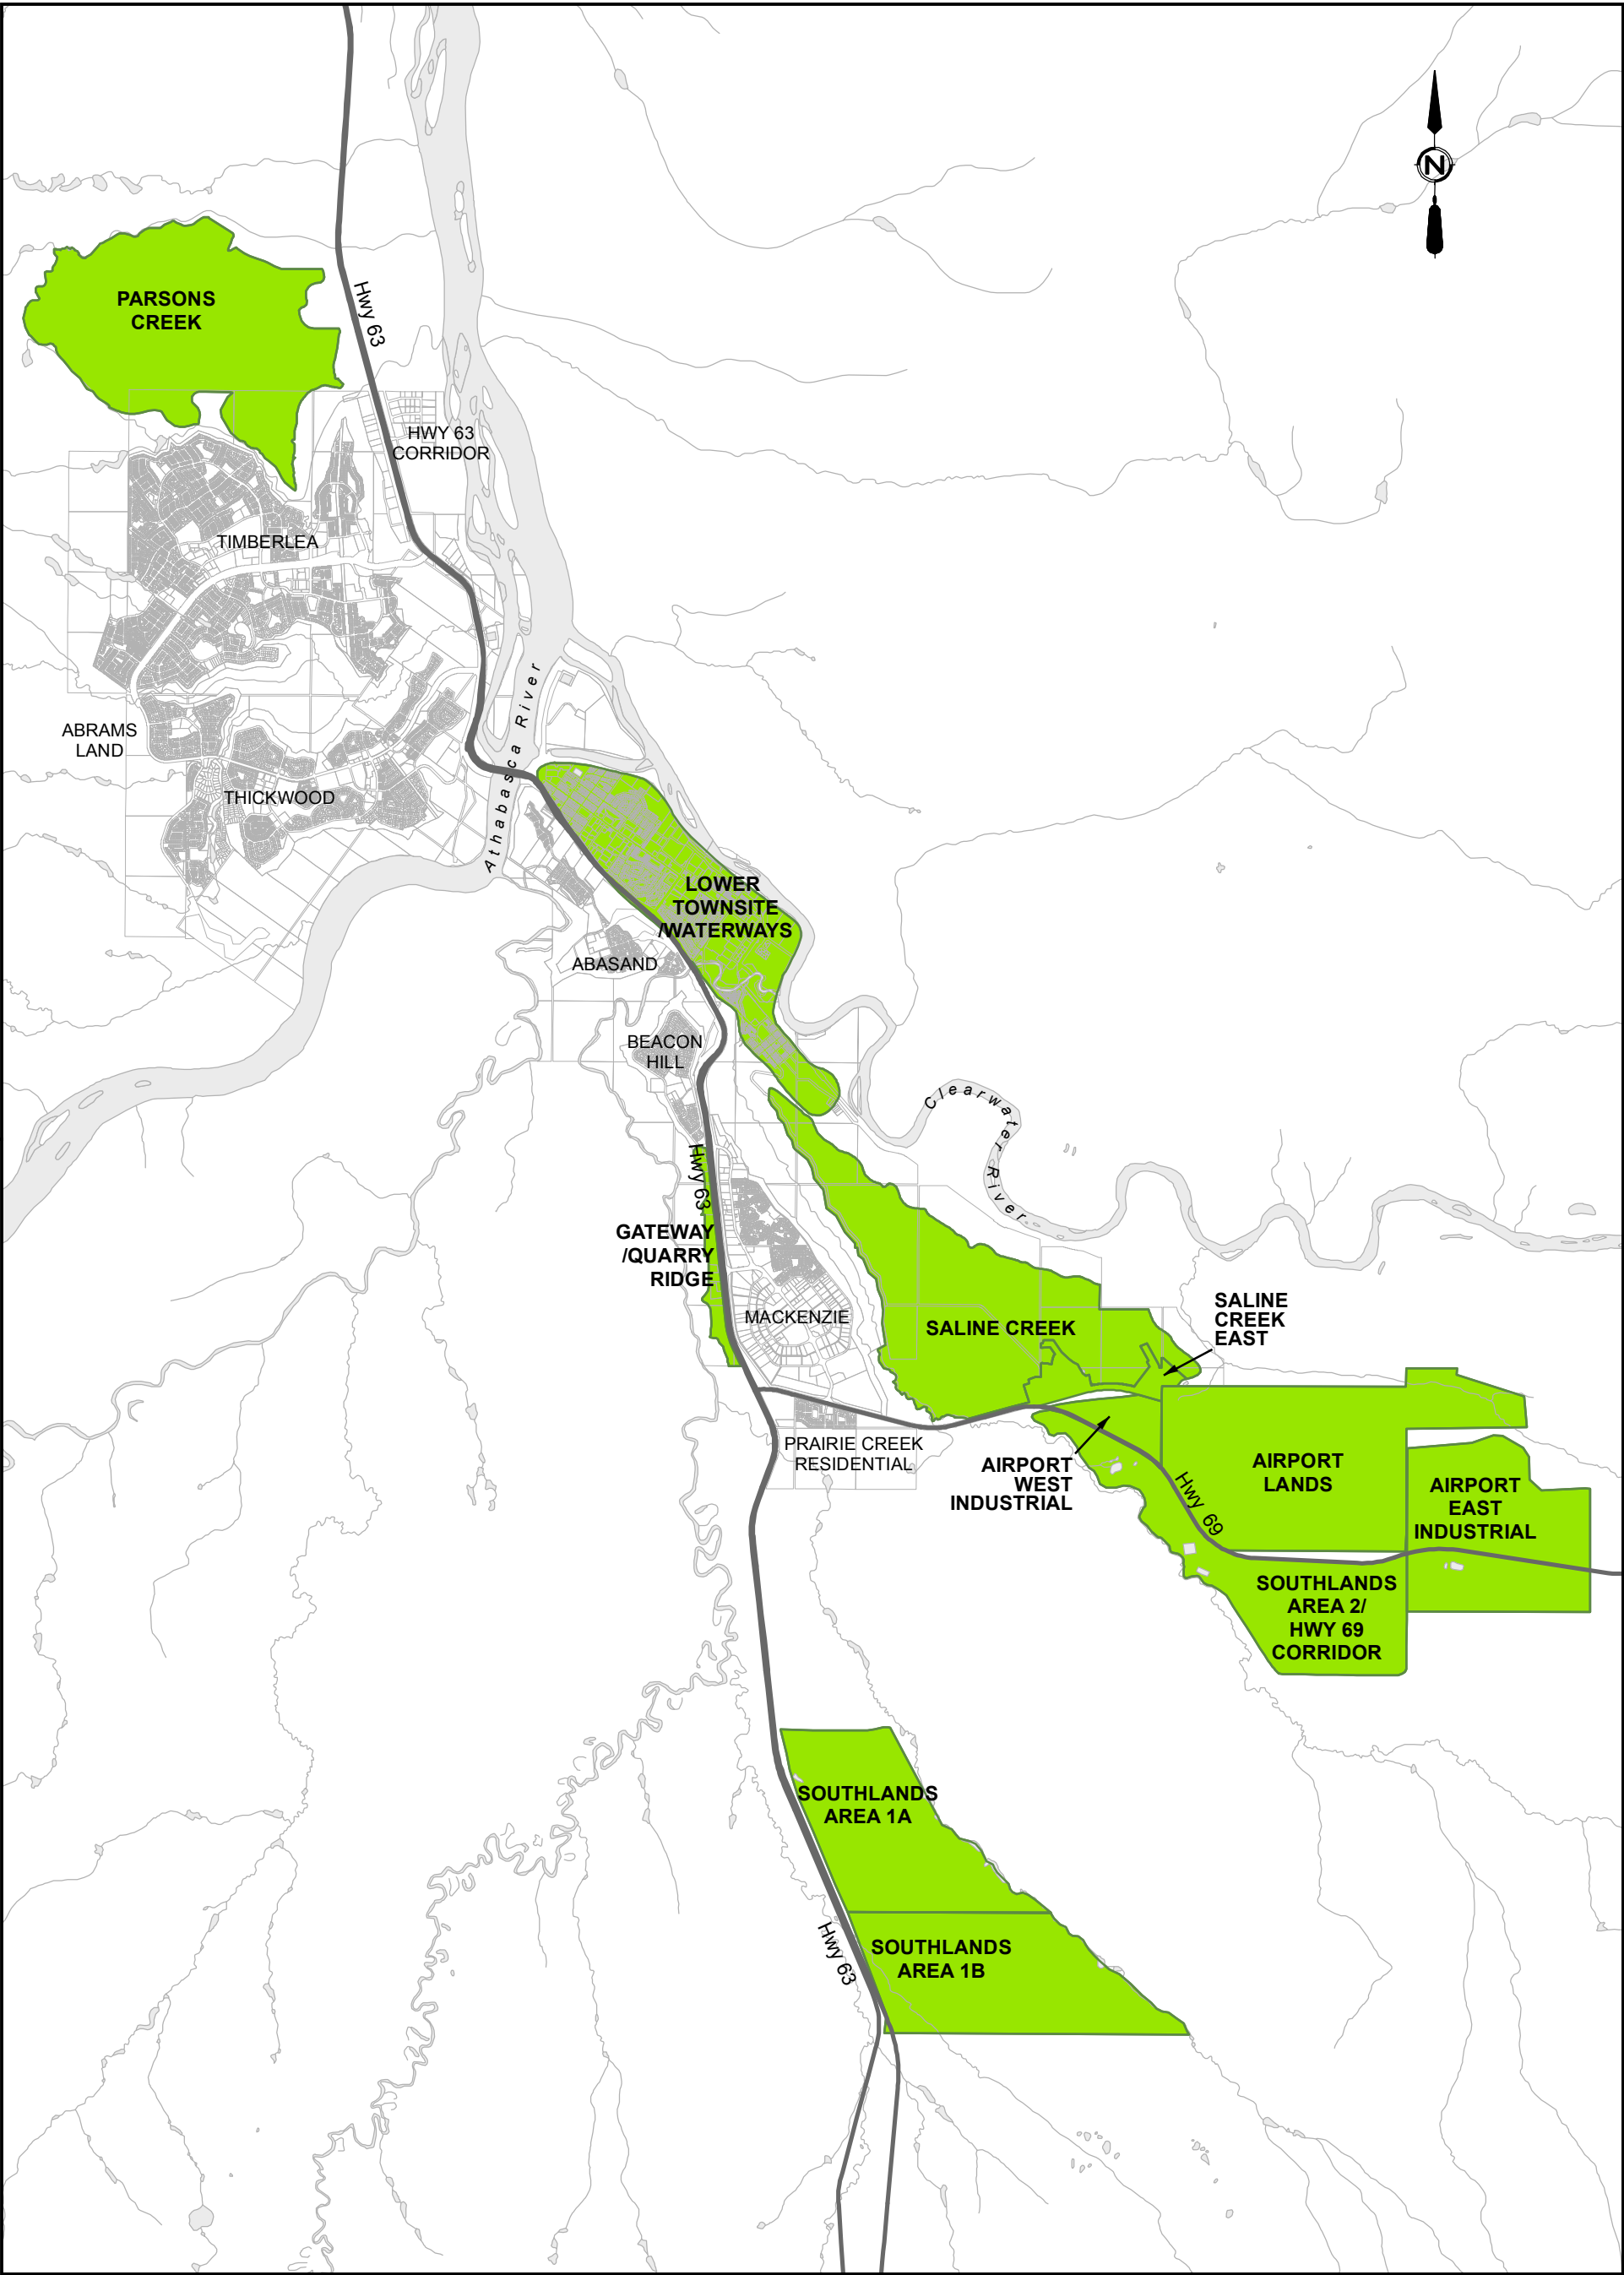 N
PARSONS
CREEK
Hwy 63
HWY 63
CORRIDOR
TIMBERLEA
ABRAMS
LAND
THICKWOOD
Athabasca River
LOWER
TOWNSITE
/WATERWAYS
ABASAND
BEACON
HILL
Clearwater River
Hwy 63
GATEWAY
/QUARRY
RIDGE
MACKENZIE
SALINE CREEK
SALINE
CREEK
EAST
PRAIRIE CREEK
RESIDENTIAL
AIRPORT
WEST
INDUSTRIAL
Hwy 69
AIRPORT
LANDS
AIRPORT
EAST
INDUSTRIAL
SOUTHLANDS
AREA 2/
HWY 69
CORRIDOR
SOUTHLANDS
AREA 1A
Hwy 63
SOUTHLANDS
AREA 1B